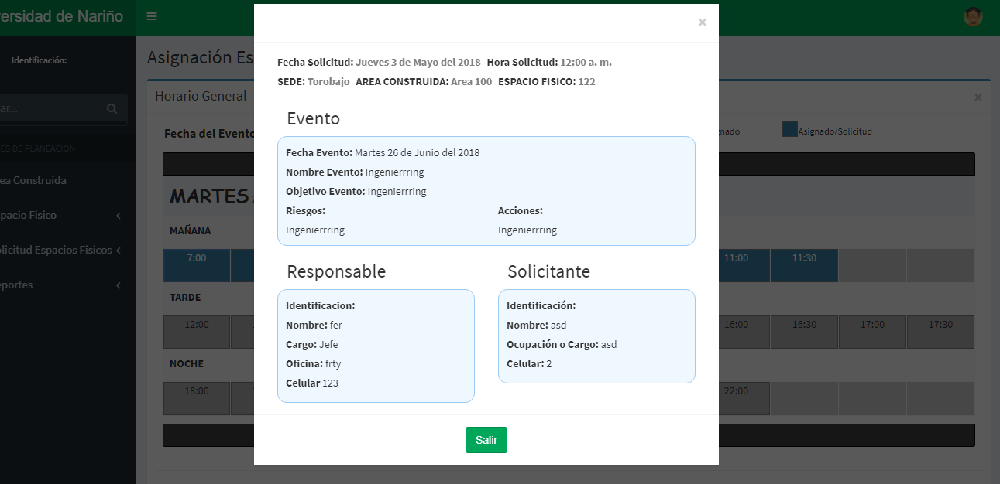 ersidad de Nariño
Identificación:
ar...
ES DE PLANEACION
ea Construida
pacio Fisico
licitud Espacios Fisicos
portes
Asignación Es
Horario General
Fecha del Evento
nado
Asignado/Solicitud
MARTES
MAÑANA
7:00
11:00
11:30
TARDE
12:00
16:00
16:30
17:00
17:30
NOCHE
18:00
22:00
×
Fecha Solicitud: Jueves 3 de Mayo del 2018 Hora Solicitud: 12:00 a. m.
SEDE: Torobajo AREA CONSTRUIDA: Area 100 ESPACIO FISICO: 122
Evento
Fecha Evento: Martes 26 de Junio del 2018
Nombre Evento: Ingenierrring
Objetivo Evento: Ingenierrring
Riesgos: Acciones:
Ingenierrring Ingenierrring
Responsable
Identificacion:
Nombre: fer
Cargo: Jefe
Oficina: frty
Celular 123
Solicitante
Identificación:
Nombre: asd
Ocupación o Cargo: asd
Celular: 2
Salir